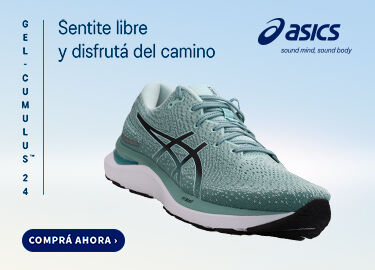 GEL-CUMULUS™ 24
Sentite libre
y disfrutá del camino
asics
sound mind, sound body
COMPRÁ AHORA ›